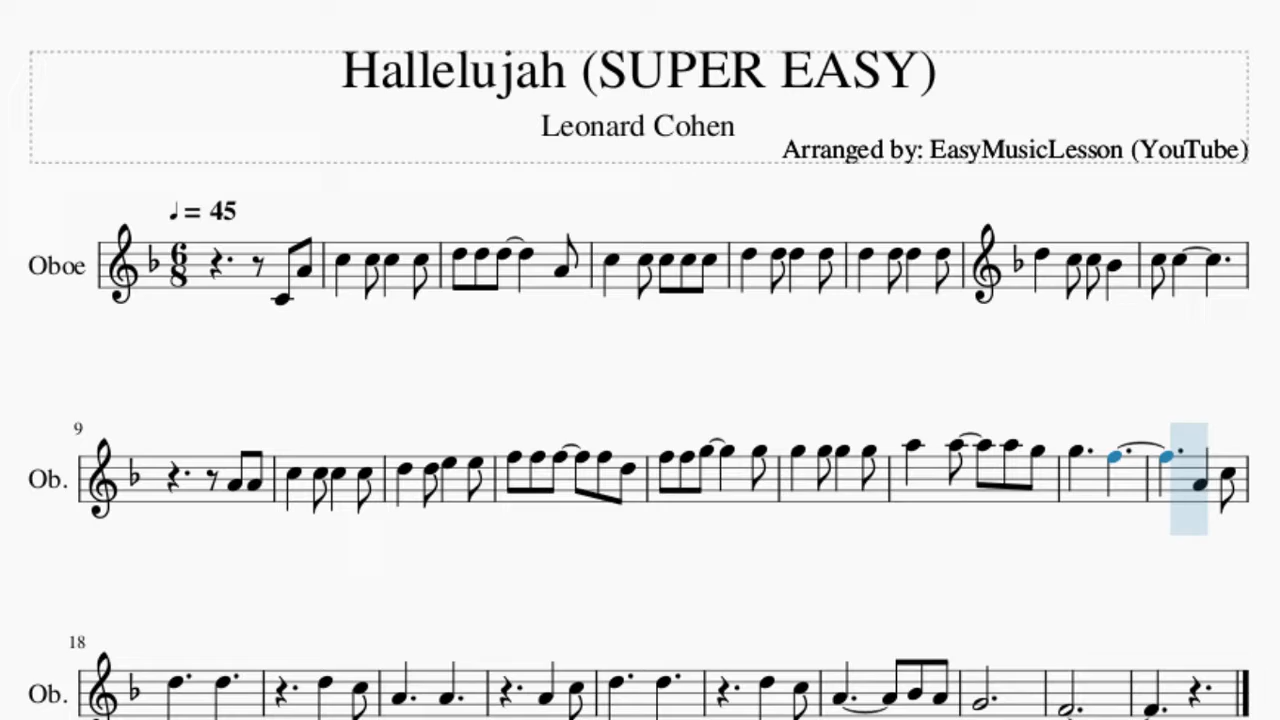 Hallelujah (SUPER EASY)
Leonard Cohen
Arranged by: EasyMusicLesson (YouTube)
♩ = 45
Oboe
6
8
9
Ob.
18
Ob.